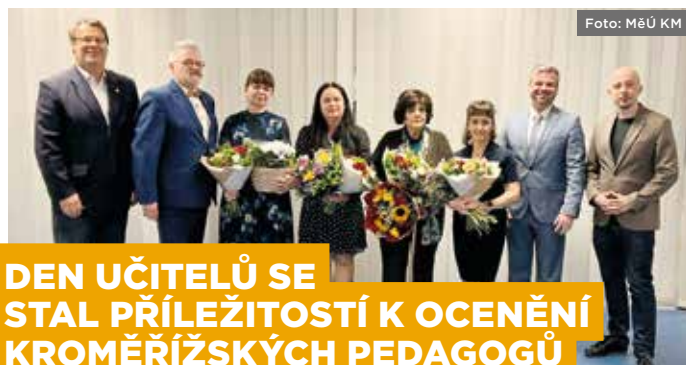 Foto: MěÚ KM
DEN UČITELŮ SE
STAL PŘÍLEŽITOSTÍ K OCENĚNÍ
KROMĚŘÍŽSKÝCH PEDAGOGŮ